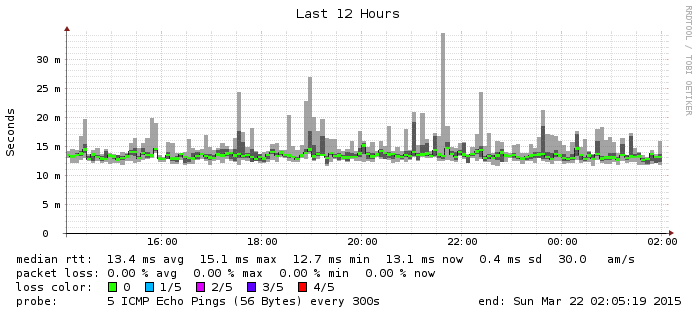 Last 12 Hours
RRDTOOL / TOBI OETIKER
Seconds
30 m
25 m
20 m
15 m
10 m
5 m
0
16:00 18:00 20:00 22:00 00:00 02:00
median rtt: 13.4 ms avg 15.1 ms max 12.7 ms min 13.1 ms now 0.4 ms sd 30.0 am/s
packet loss: 0.00 % avg 0.00 % max 0.00 % min 0.00 % now
loss color: 0 1/5 2/5 3/5 4/5
probe: 5 ICMP Echo Pings (56 Bytes) every 300s end: Sun Mar 22 02:05:19 2015